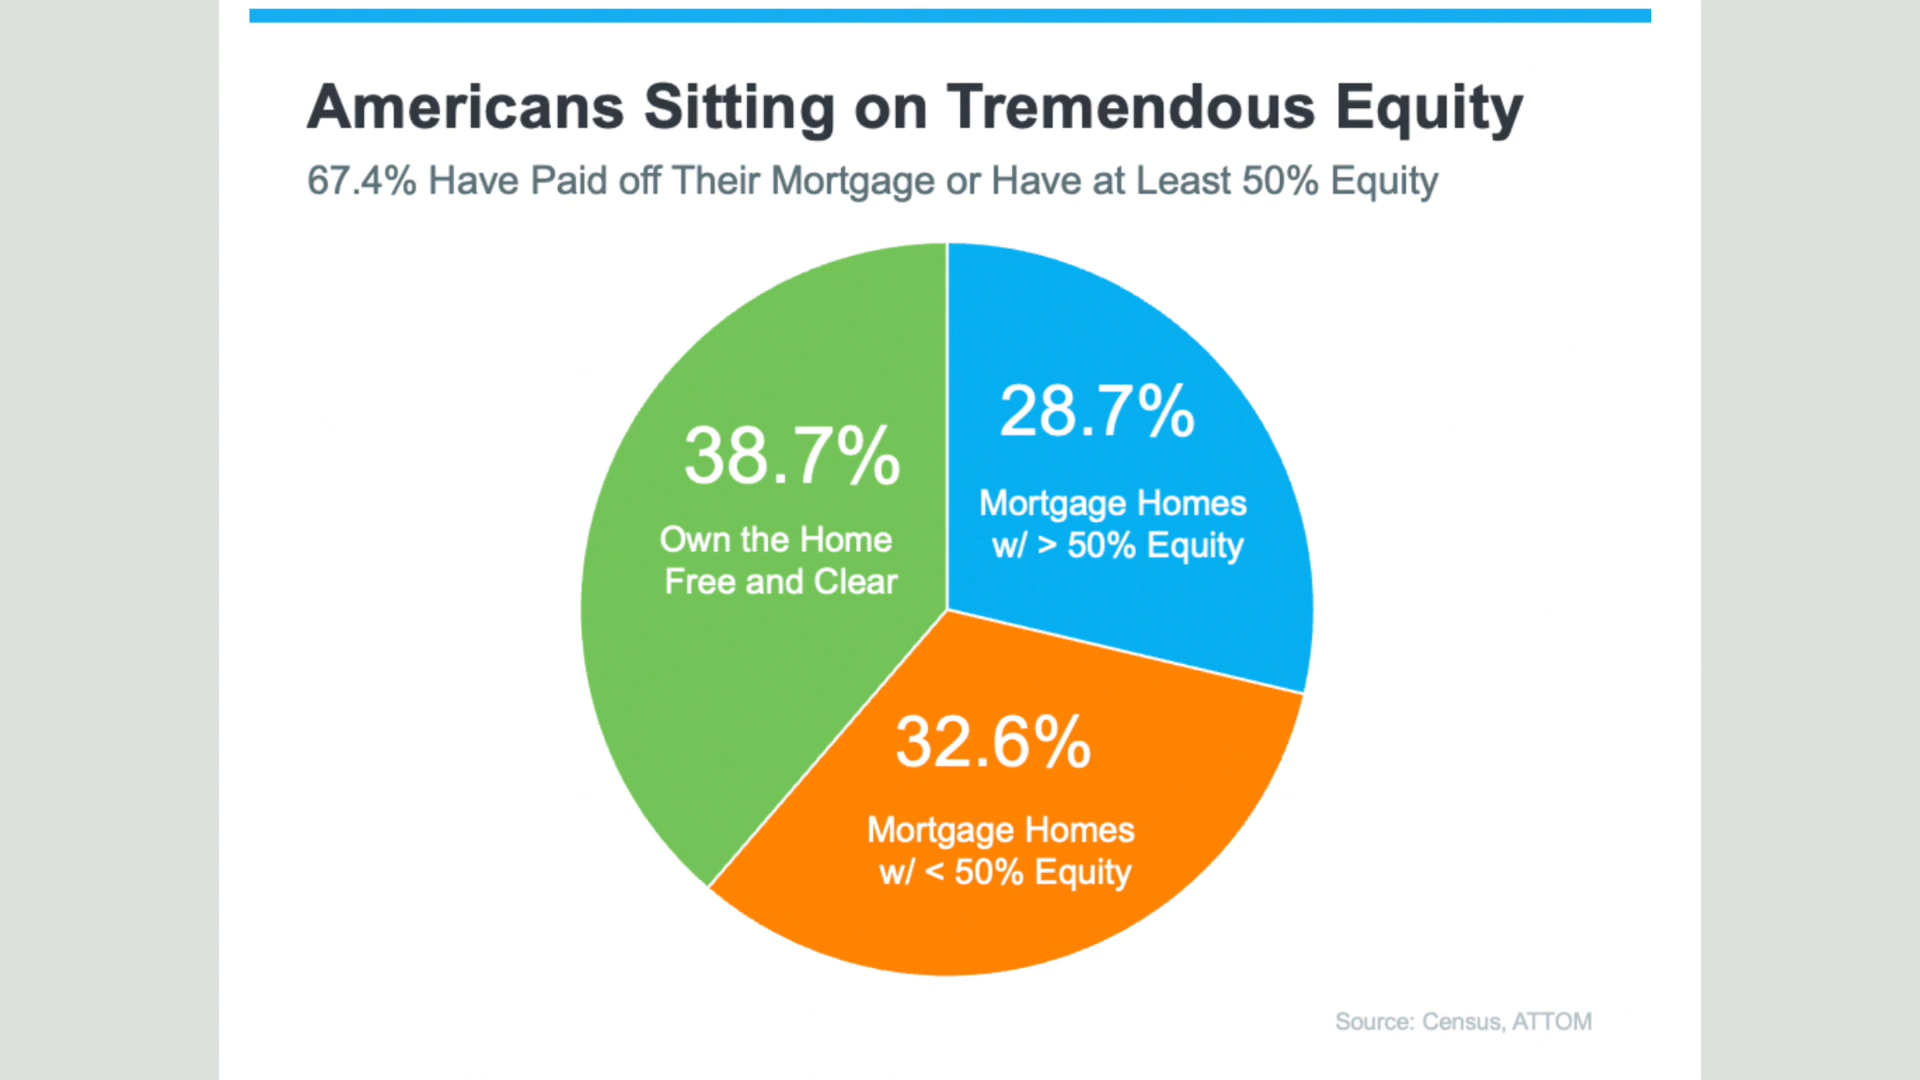 Americans Sitting on Tremendous Equity
67.4% Have Paid off Their Mortgage or Have at Least 50% Equity
38.7%
Own the Home
Free and Clear
28.7%
Mortgage Homes
w/ > 50% Equity
32.6%
Mortgage Homes
w/ < 50% Equity
Source: Census, ATTOM